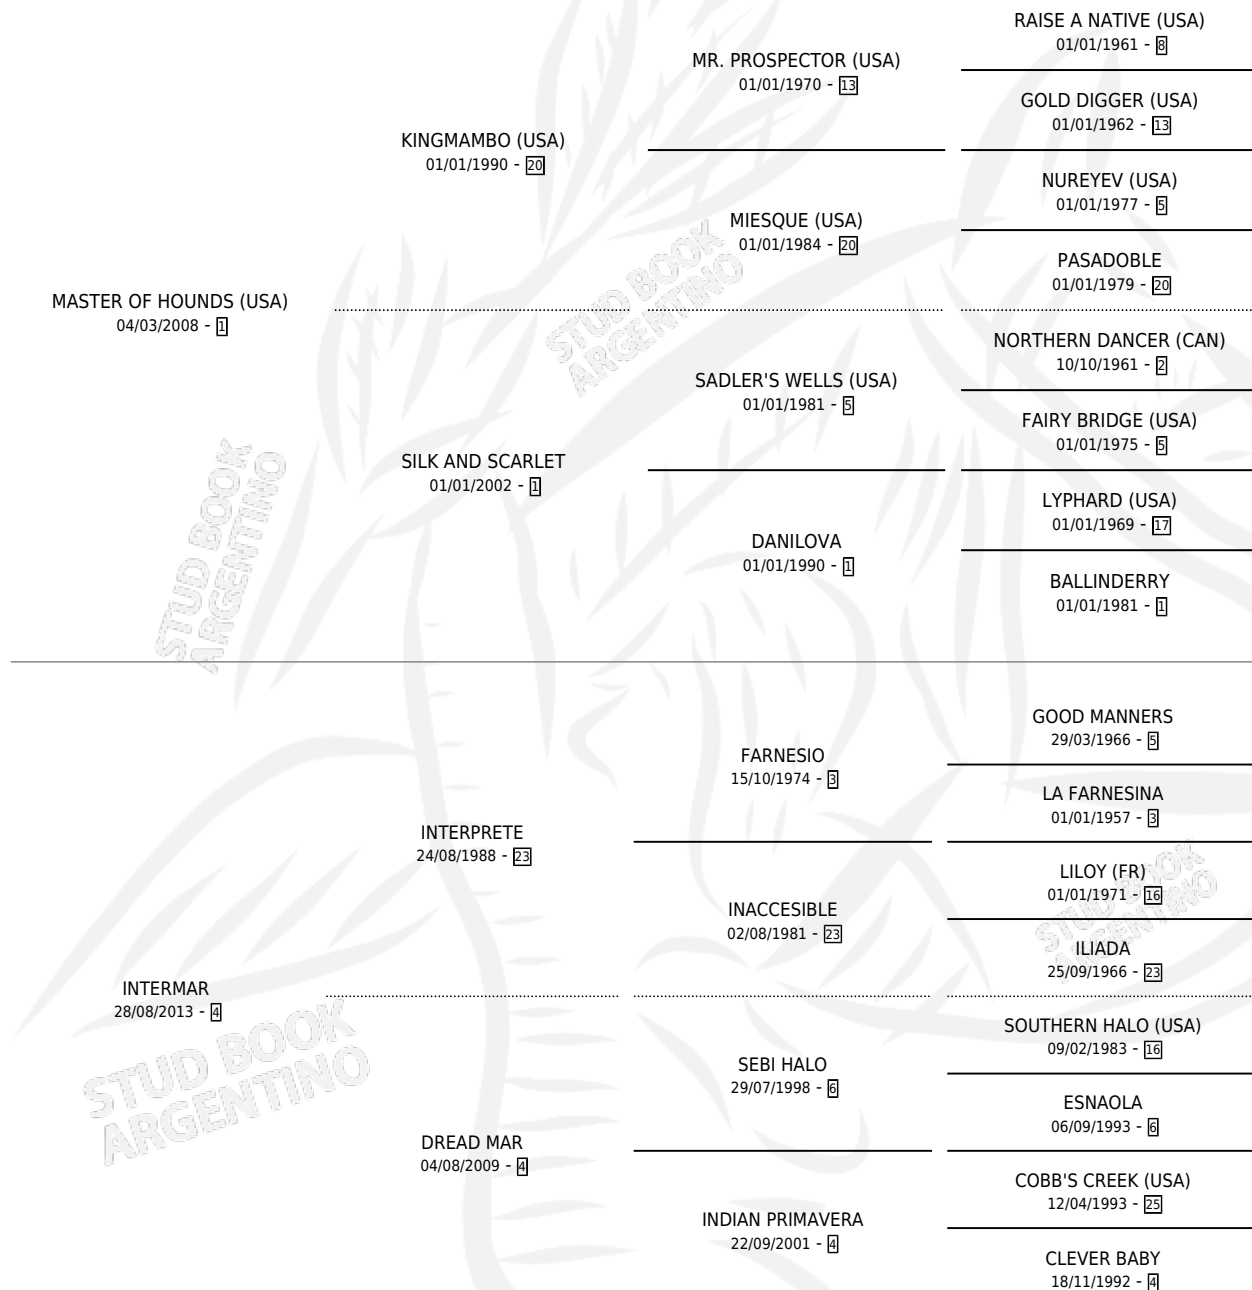 RAISE A NATIVE (USA)
01/01/1961 - 8
MR. PROSPECTOR (USA)
01/01/1970 - 13
GOLD DIGGER (USA)
01/01/1962 - 13
KINGMAMBO (USA)
01/01/1990 - 20
NUREYEV (USA)
01/01/1977 - 5
MIESQUE (USA)
01/01/1984 - 20
PASADOBLE
01/01/1979 - 20
MASTER OF HOUNDS (USA)
04/03/2008 - 1
NORTHERN DANCER (CAN)
10/10/1961 - 2
SADLER'S WELLS (USA)
01/01/1981 - 5
FAIRY BRIDGE (USA)
01/01/1975 - 5
SILK AND SCARLET
01/01/2002 - 1
LYPHARD (USA)
01/01/1969 - 17
DANILOVA
01/01/1990 - 1
BALLINDERRY
01/01/1981 - 1
GOOD MANNERS
29/03/1966 - 5
FARNESIO
15/10/1974 - 3
LA FARNESINA
01/01/1957 - 3
INTERPRETE
24/08/1988 - 23
LILOY (FR)
01/01/1971 - 16
INACCESIBLE
02/08/1981 - 23
ILIADA
25/09/1966 - 23
INTERMAR
28/08/2013 - 4
SOUTHERN HALO (USA)
09/02/1983 - 16
SEBI HALO
29/07/1998 - 6
ESNAOLA
06/09/1993 - 6
DREAD MAR
04/08/2009 - 4
COBB'S CREEK (USA)
12/04/1993 - 25
INDIAN PRIMAVERA
22/09/2001 - 4
CLEVER BABY
18/11/1992 - 4
STUD BOOK
ARGENTINO
STUD BOOK
ARGENTINO
STUD BOOK
ARGENTINO
STUD BOOK
ARGENTINO